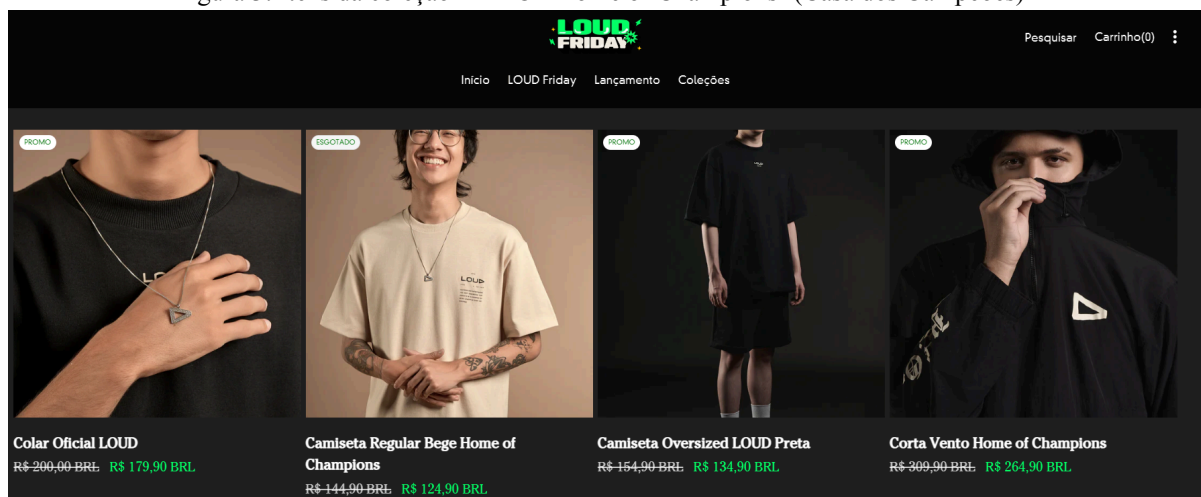 LOUD
FRIDAY
Pesquisar Carrinho(0)
Início LOUD Friday Lançamento Coleções
PROMO
ESGOTADO
PROMO
PROMO
LOUD
Colar Oficial LOUD
R$ 200,00 BRL R$ 179,90 BRL
Camiseta Regular Bege Home of
Champions
R$ 144,90 BRL R$ 124,90 BRL
Camiseta Oversized LOUD Preta
R$ 154,90 BRL R$ 134,90 BRL
Corta Vento Home of Champions
R$ 309,90 BRL R$ 264,90 BRL